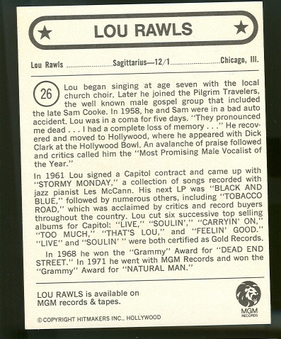 LOU RAWLS
Lou Rawls Sagittarius—12/1 Chicago, Ill.
26
Lou began singing at age seven with the local
church choir. Later he joined the Pilgrim Travelers,
the well known male gospel group that included
the late Sam Cooke. In 1958, he and Sam were in a bad auto
accident, Lou was in a coma for five days. "They pronounced
me dead . . . I had a complete loss of memory . . ." He recov-
ered and moved to Hollywood, where he appeared with Dick
Clark at the Hollywood Bowl. An avalanche of praise followed
and critics called him the "Most Promising Male Vocalist of
the Year."
In 1961 Lou signed a Capitol contract and came up with
"STORMY MONDAY," a collection of songs recorded with
jazz pianist Les McCann. His next LP was "BLACK AND
BLUE," followed by numerous others, including "TOBACCO
ROAD," which was acclaimed by critics and record buyers
throughout the country. Lou cut six successive top selling
albums for Capitol: "LIVE," "SOULIN'," "CARRYIN' ON,"
"TOO MUCH," "THAT'S LOU," and "FEELIN' GOOD."
"LIVE" and "SOULIN'" were both certified as Gold Records.
In 1968 he won the "Grammy" Award for "DEAD END
STREET." In 1971 he went with MGM Records and won the
"Grammy" Award for "NATURAL MAN."
LOU RAWLS is available on
MGM records & tapes.
MGM
RECORDS
©COPYRIGHT HITMAKERS INC., HOLLYWOOD